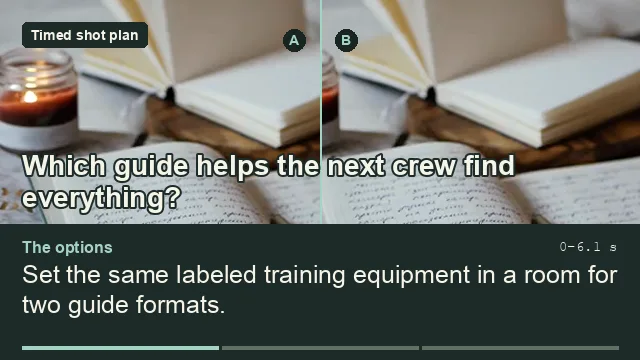 Timed shot plan
A
B
Which guide helps the next crew find
everything?
The options
0–6.1 s
Set the same labeled training equipment in a room for
two guide formats.